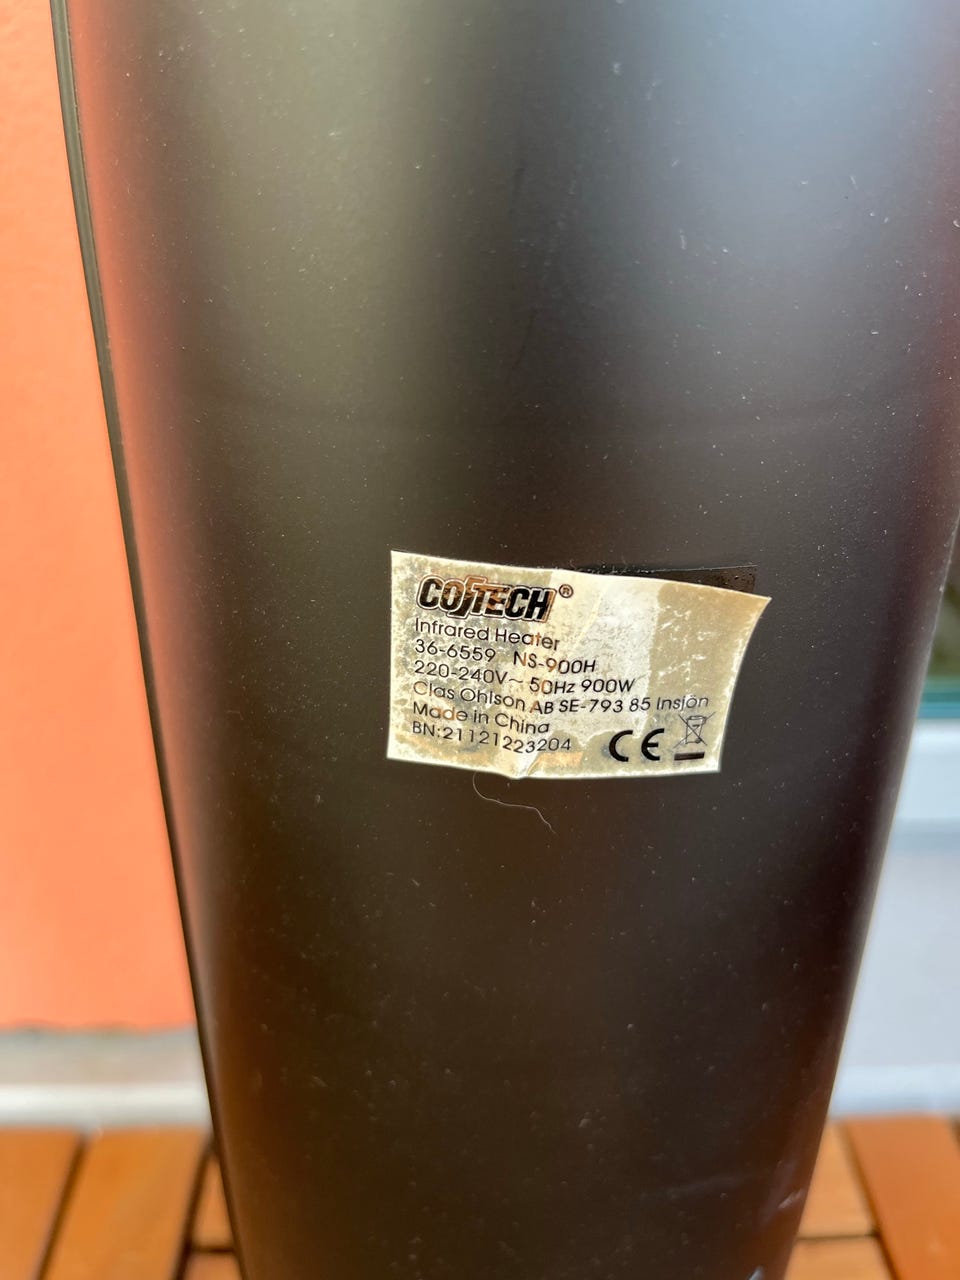 COTECH®
Infrared Heater
36-6559 NS-900H
220-240V~ 50Hz 900W
Clas Ohlson AB SE-793 85 Insjön
Made in China
BN:21121223204
CE